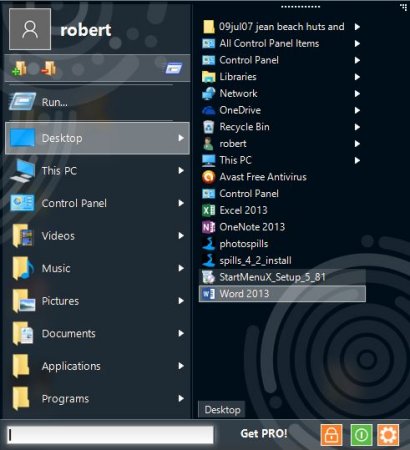 robert
Run...
Desktop
This PC
Control Panel
Videos
Music
Pictures
Documents
Applications
Programs
09jul07 jean beach huts and
All Control Panel Items
Control Panel
Libraries
Network
OneDrive
Recycle Bin
robert
This PC
Avast Free Antivirus
Control Panel
Excel 2013
OneNote 2013
photospills
spills_4_2_install
StartMenuX_Setup_5_81
Word 2013
Desktop
Get PRO!